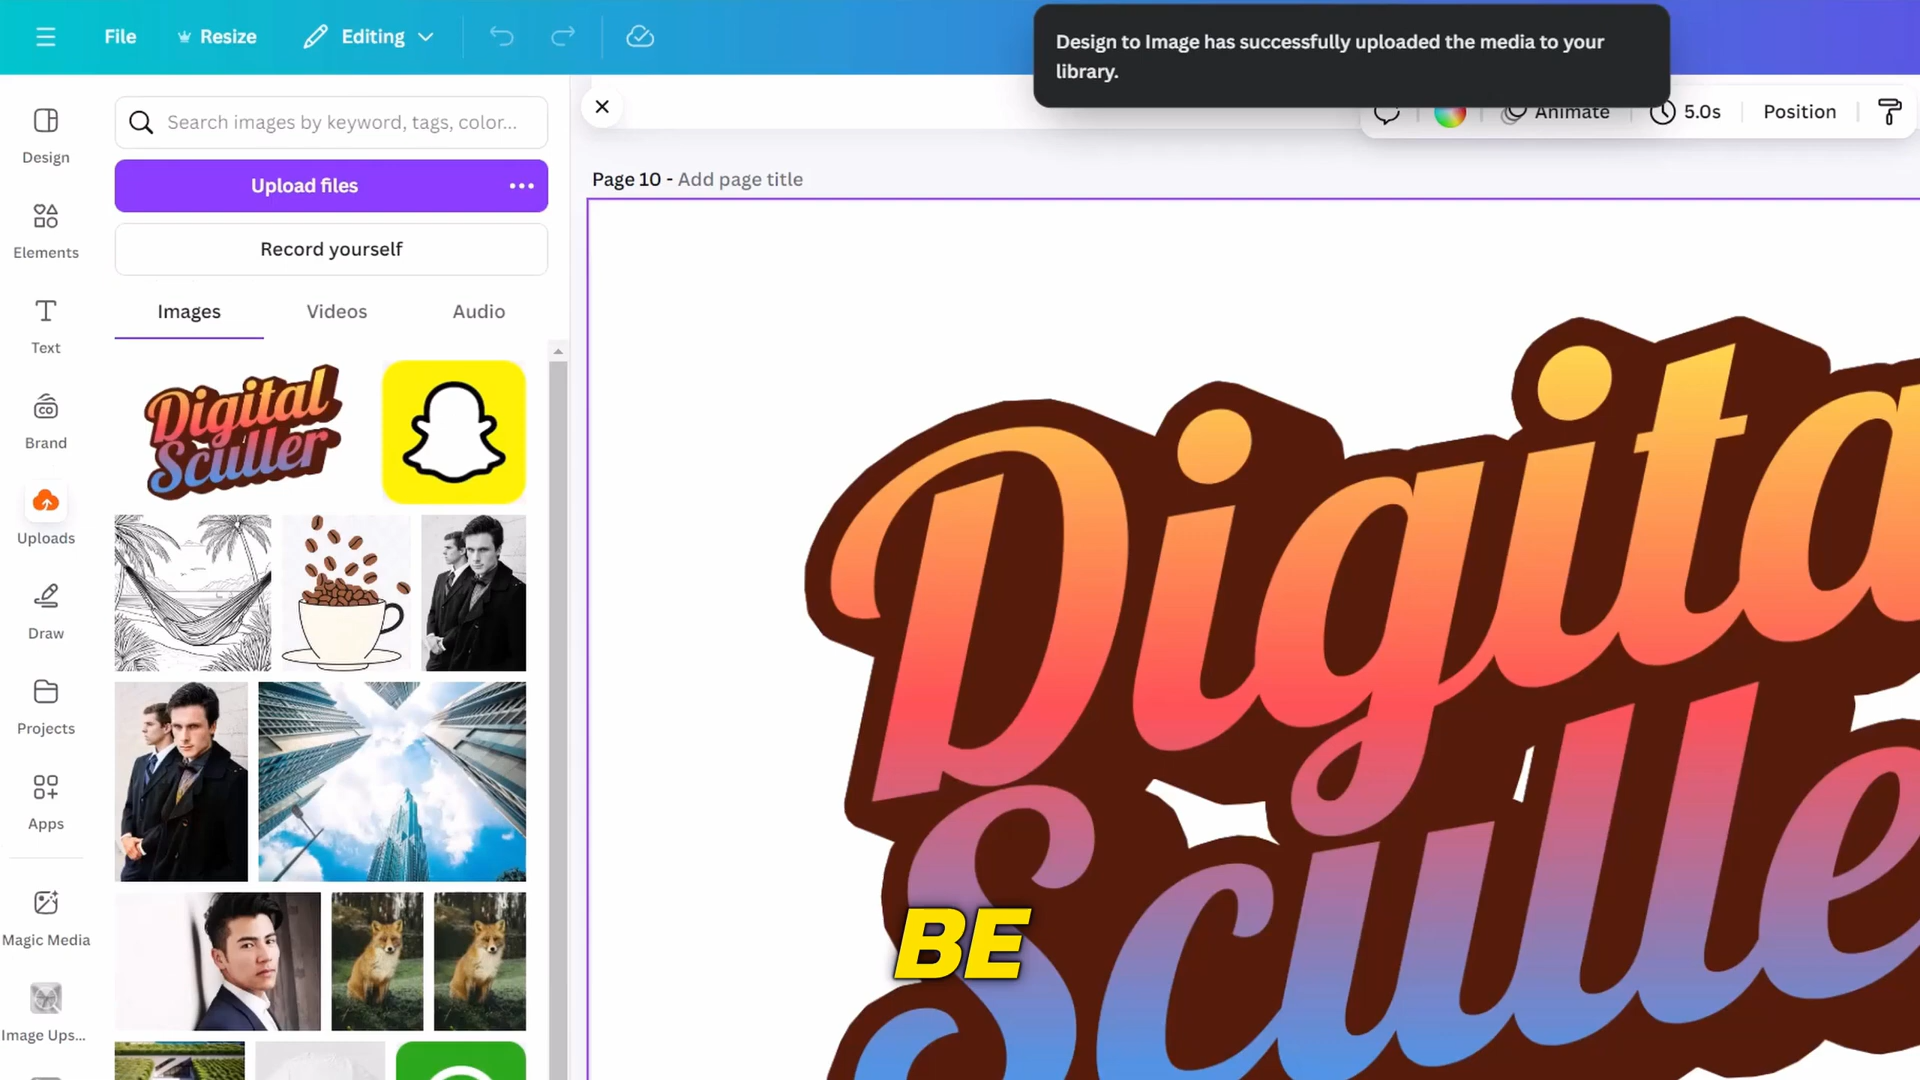 File
Resize
Editing
Design to Image has successfully uploaded the media to your
library.
Search images by keyword, tags, color...
Animate
5.0s
Position
Design
Upload files
Page 10 - Add page title
Elements
Record yourself
Images
Videos
Audio
Text
Digital
Sculler
Brand
Uploads
Draw
Projects
Apps
Magic Media
Image Ups...
Digita
Sculle
BE